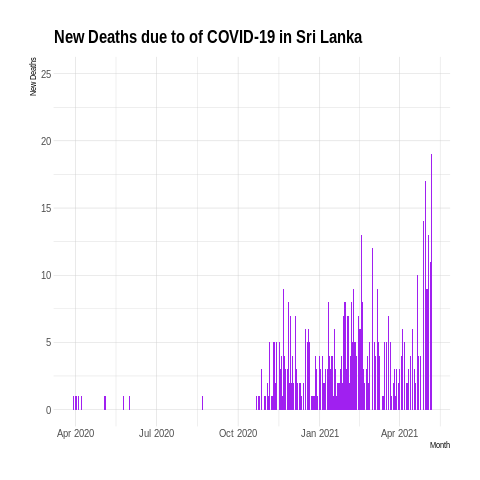 New Deaths due to of COVID-19 in Sri Lanka
New Deaths
25
20
15
10
5
0
Apr 2020 Jul 2020 Oct 2020 Jan 2021 Apr 2021
Month